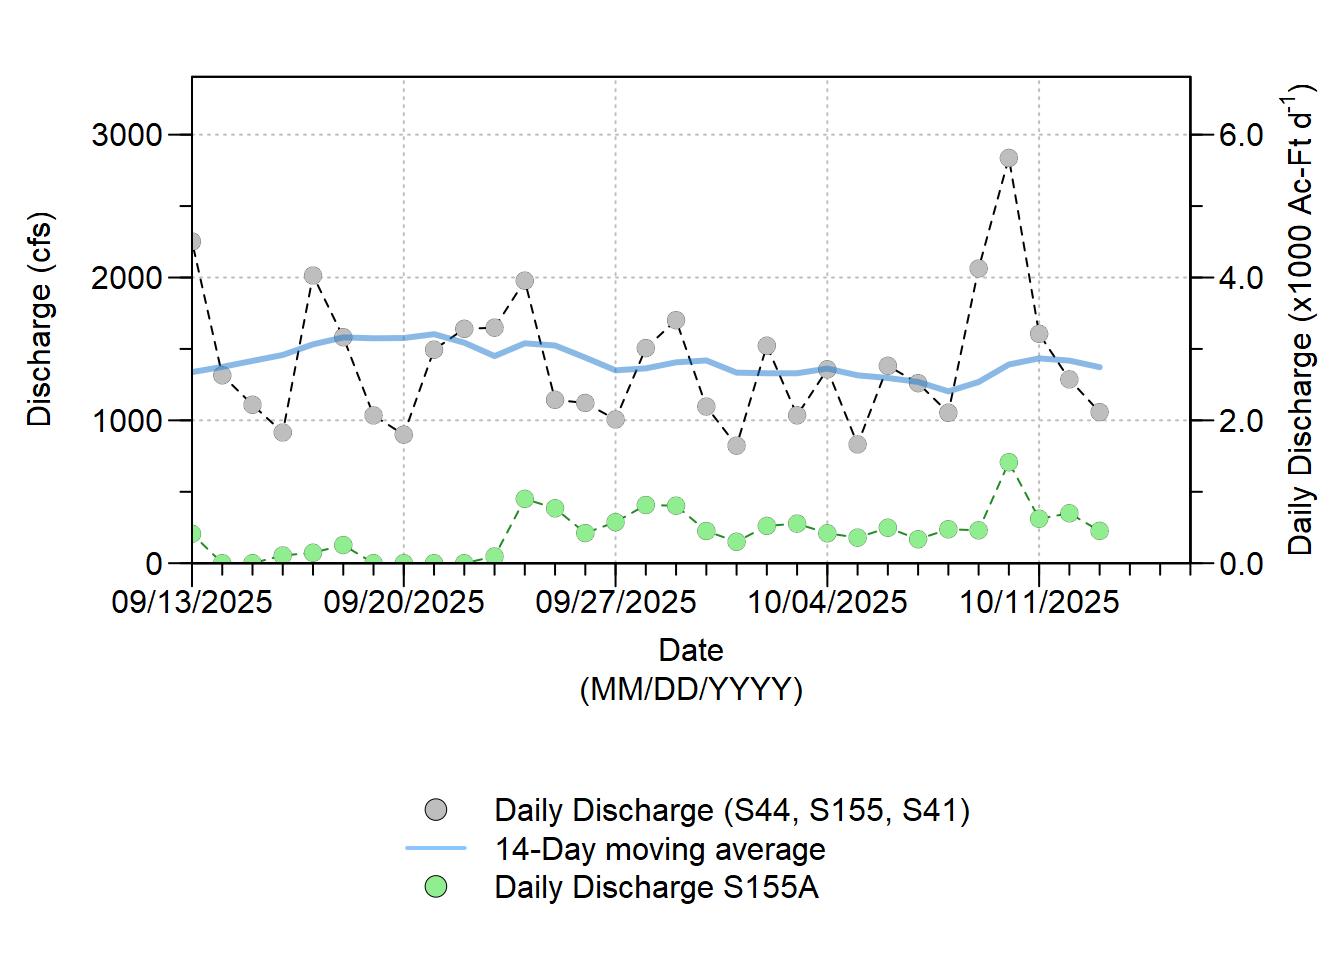 3000
2000
1000
0
Discharge (cfs)
6.0
4.0
2.0
0.0
Daily Discharge (x1000 Ac-Ft d-1)
09/13/2025
09/20/2025
09/27/2025
10/04/2025
10/11/2025
Date
(MM/DD/YYYY)
Daily Discharge (S44, S155, S41)
14-Day moving average
Daily Discharge S155A